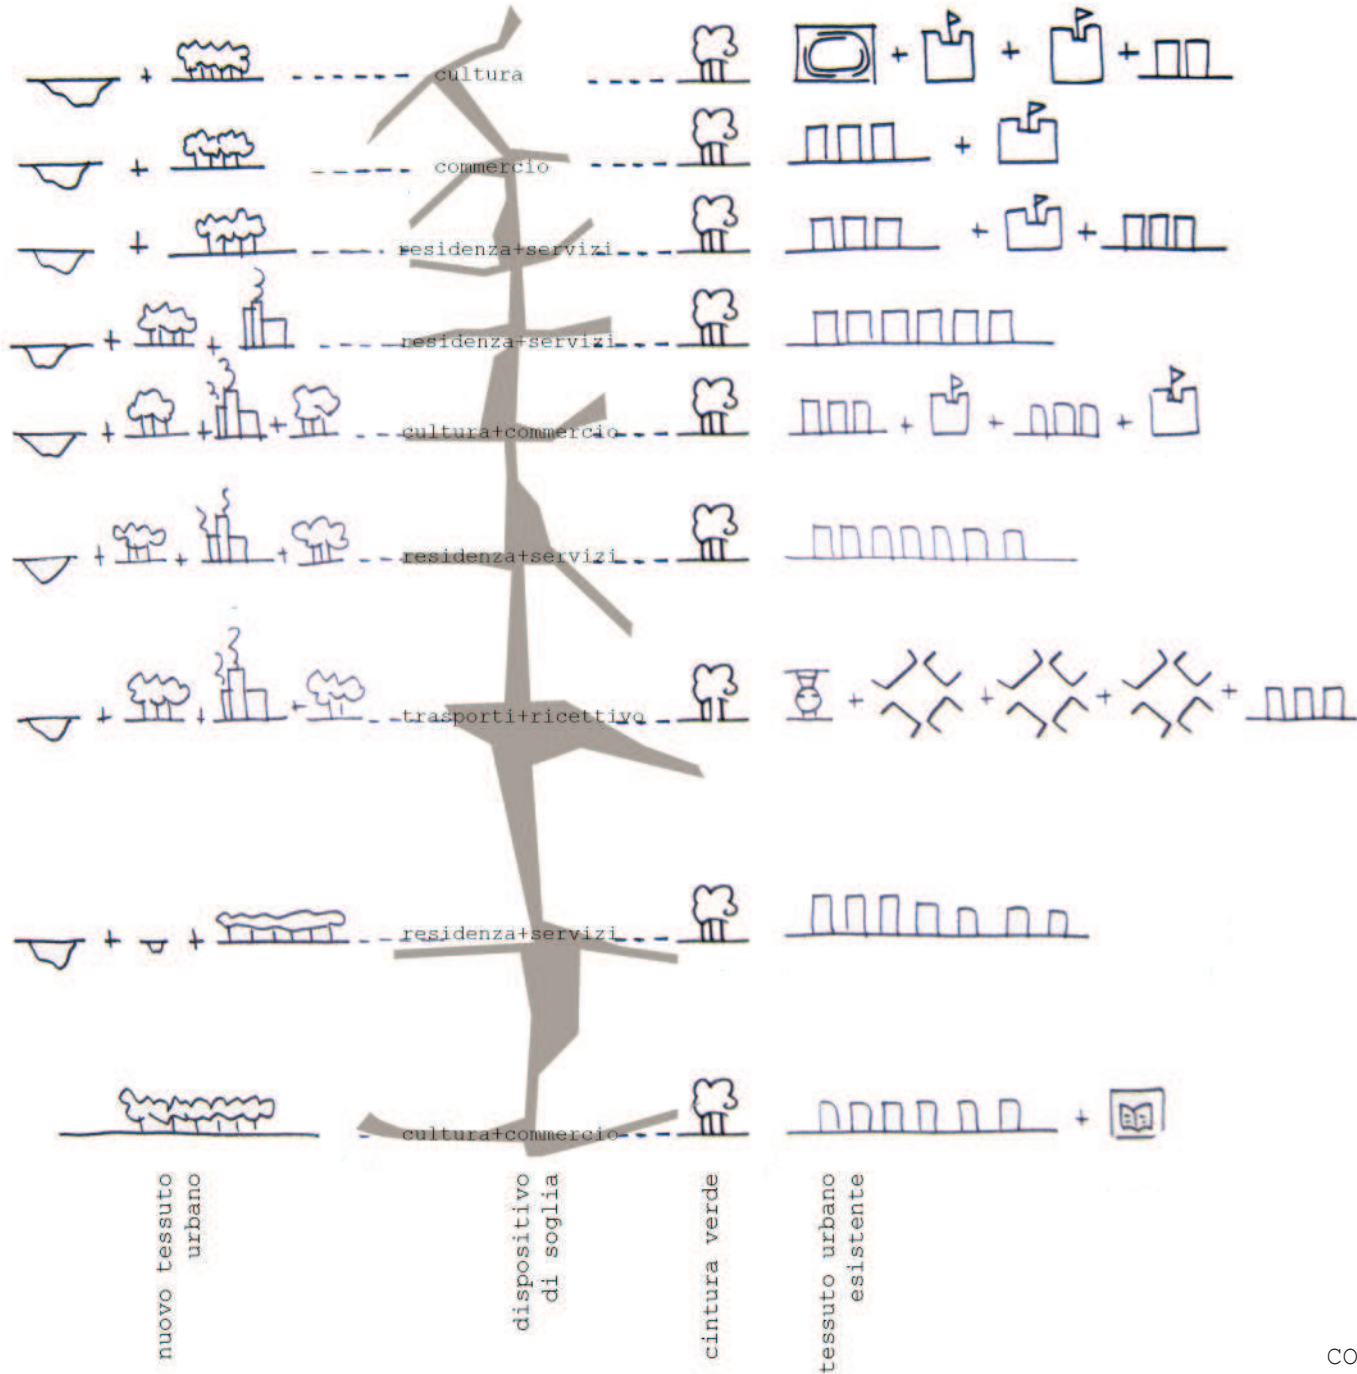 cultura
commercio
residenza+servizi
residenza+servizi
cultura+commercio
residenza+servizi
trasporti+ricettivo
residenza+servizi
cultura+commercio
nuovo tessuto
urbano
dispositivo
di soglia
cintura verde
tessuto urbano
esistente
CO